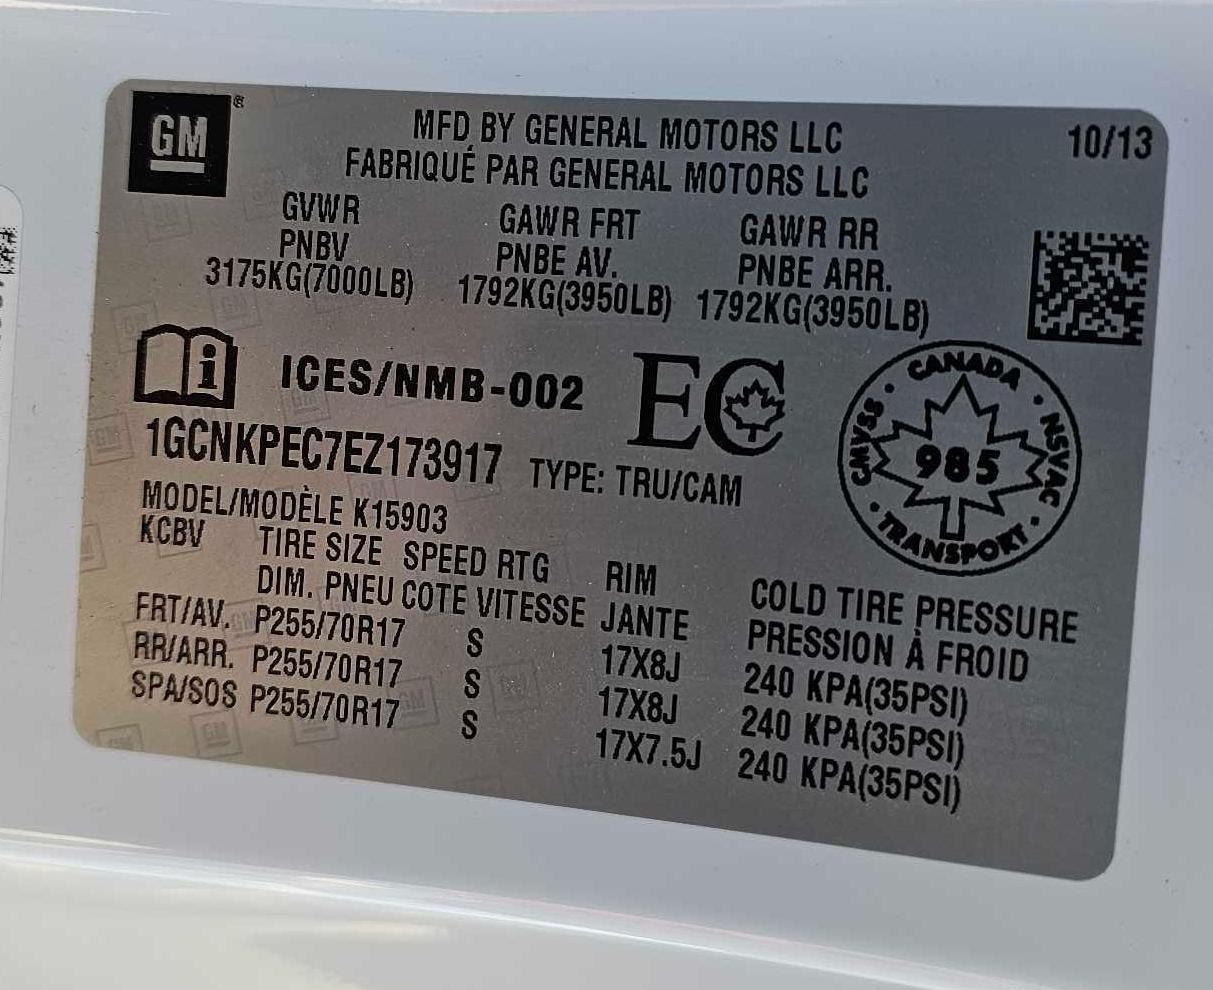 GM®
MFD BY GENERAL MOTORS LLC
10/13
FABRIQUÉ PAR GENERAL MOTORS LLC
GVWR GAWR FRT GAWR RR
PNBV PNBE AV. PNBE ARR.
3175KG(7000LB) 1792KG(3950LB) 1792KG(3950LB)
ICES/NMB-002 EC
CANADA
CMVSS · NSVAC
985
TRANSPORT
1GCNKPEC7EZ173917 TYPE: TRU/CAM
MODEL/MODÈLE K15903
KCBV TIRE SIZE SPEED RTG RIM COLD TIRE PRESSURE
DIM. PNEU COTE VITESSE JANTE PRESSION À FROID
FRT/AV. P255/70R17 S 17X8J 240 KPA(35PSI)
RR/ARR. P255/70R17 S 17X8J 240 KPA(35PSI)
SPA/SOS P255/70R17 S 17X7.5J 240 KPA(35PSI)